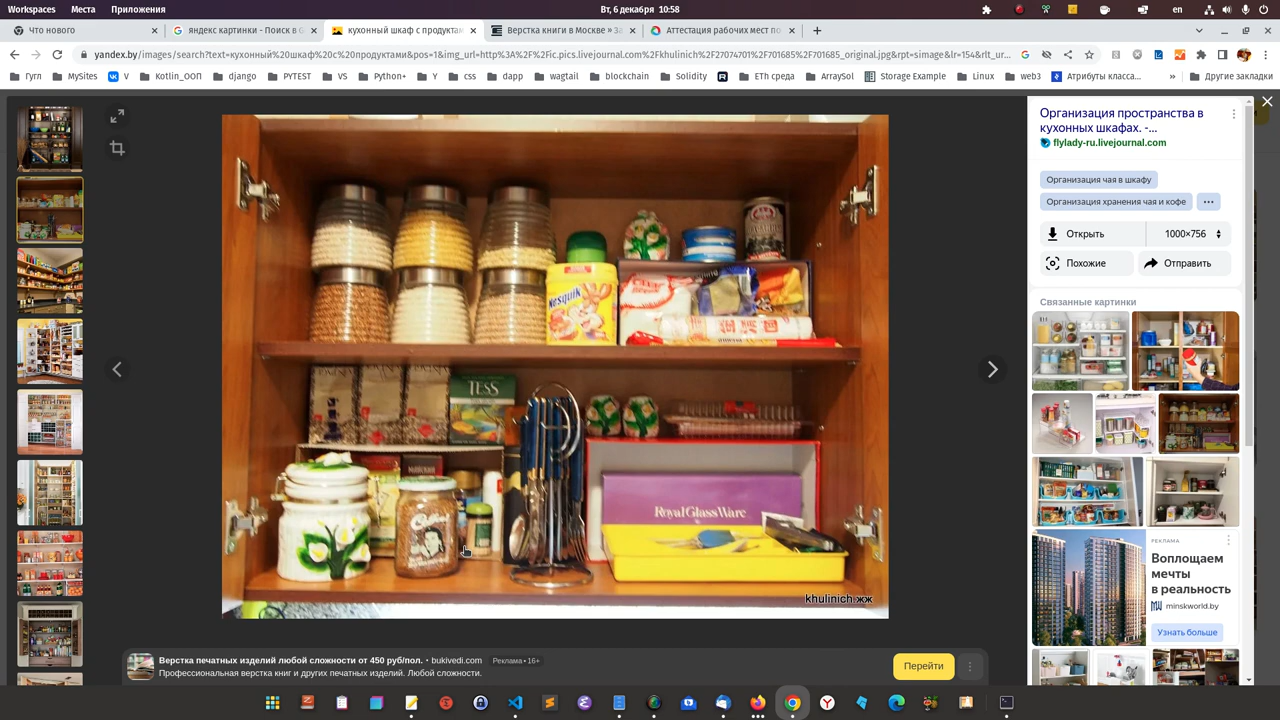 Workspaces Места Приложения Вт, 6 декабря 10:58 en
Что нового
яндекс картинки - Поиск в G
кухонный шкаф с продуктам
Верстка книги в Москве » За
Аттестация рабочих мест по
yandex.by/images/search?text=кухонный%20шкаф%20с%20продуктами&pos=1&img_url=http%3A%2F%2Fic.pics.livejournal.com%2Fkhulinich%2F2074701%2F701685%2F701685_original.jpg&rpt=simage&lr=154&rlt_ur...
Гугл MySites V Kotlin_ООП django PYTEST VS Python+ Y css dapp wagtail blockchain Solidity ETh среда ArraySol Storage Example Linux web3 Атрибуты класса... » Другие закладки
Организация пространства в
кухонных шкафах. -...
flylady-ru.livejournal.com
Организация чая в шкафу
Организация хранения чая и кофе
Открыть 1000×756
Похожие Отправить
Связанные картинки
NESQUIK
TESS
Royal Glass Ware
khulinich.жж
РЕКЛАМА
Воплощаем
мечты
в реальность
minskworld.by
Узнать больше
Верстка печатных изделий любой сложности от 450 руб/пол. · bukivedi.com Реклама • 16+
Профессиональная верстка книг и других печатных изделий. Любой сложности.
Перейти